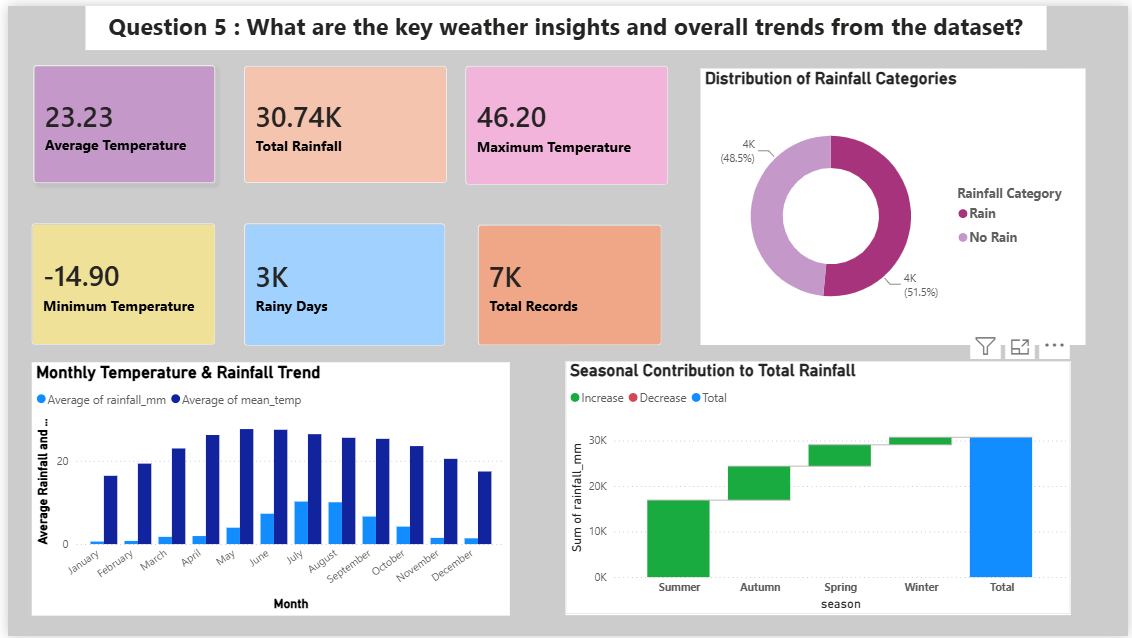 Question 5 : What are the key weather insights and overall trends from the dataset?
23.23
Average Temperature
30.74K
Total Rainfall
46.20
Maximum Temperature
-14.90
Minimum Temperature
3K
Rainy Days
7K
Total Records
Distribution of Rainfall Categories
4K
(48.5%)
4K
(51.5%)
Rainfall Category
Rain
No Rain
Monthly Temperature & Rainfall Trend
Average of rainfall_mm Average of mean_temp
Average Rainfall and ...
20
0
January February March April May June July August September October November December
Month
Seasonal Contribution to Total Rainfall
Increase Decrease Total
Sum of rainfall_mm
30K
20K
10K
0K
Summer Autumn Spring Winter Total
season